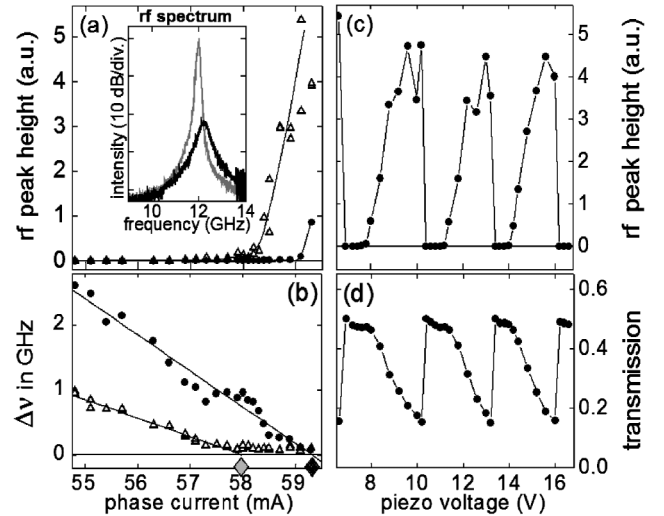 (a)
rf spectrum
intensity (10 dB/div.)
10 12 14
frequency (GHz)
rf peak height (a.u.)
5
4
3
2
1
0
(b)
Δν in GHz
2
1
0
55 56 57 58 59
phase current (mA)
(c)
5
4
3
2
1
0
rf peak height (a.u.)
(d)
0.6
0.4
0.2
0.0
transmission
8 10 12 14 16
piezo voltage (V)